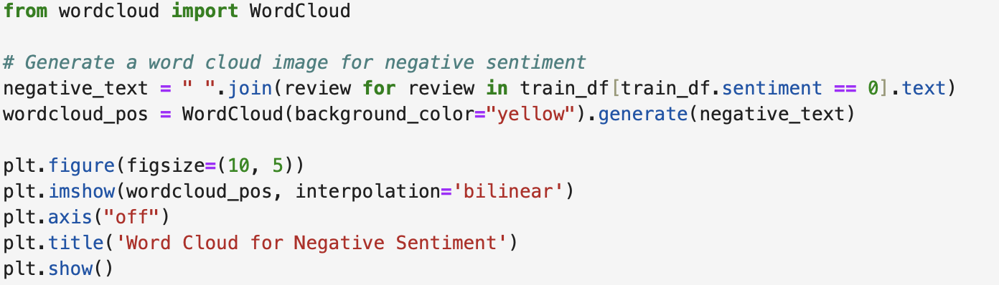 from wordcloud import WordCloud
# Generate a word cloud image for negative sentiment
negative_text = " ".join(review for review in train_df[train_df.sentiment == 0].text)
wordcloud_pos = WordCloud(background_color="yellow").generate(negative_text)
plt.figure(figsize=(10, 5))
plt.imshow(wordcloud_pos, interpolation='bilinear')
plt.axis("off")
plt.title('Word Cloud for Negative Sentiment')
plt.show()